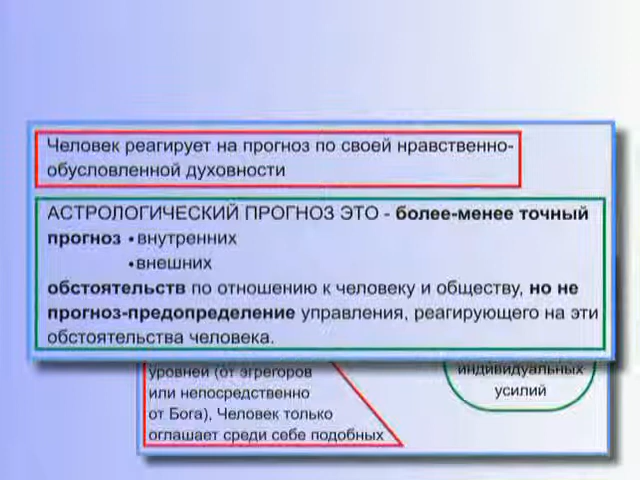 Человек реагирует на прогноз по своей нравственно-
обусловленной духовности
АСТРОЛОГИЧЕСКИЙ ПРОГНОЗ ЭТО - более-менее точный
прогноз • внутренних
• внешних
обстоятельств по отношению к человеку и обществу, но не
прогноз-предопределение управления, реагирующего на эти
обстоятельства человека.
уровней (от эгрегоров
или непосредственно
от Бога), Человек только
оглашает среди себе подобных
индивидуальных
усилий